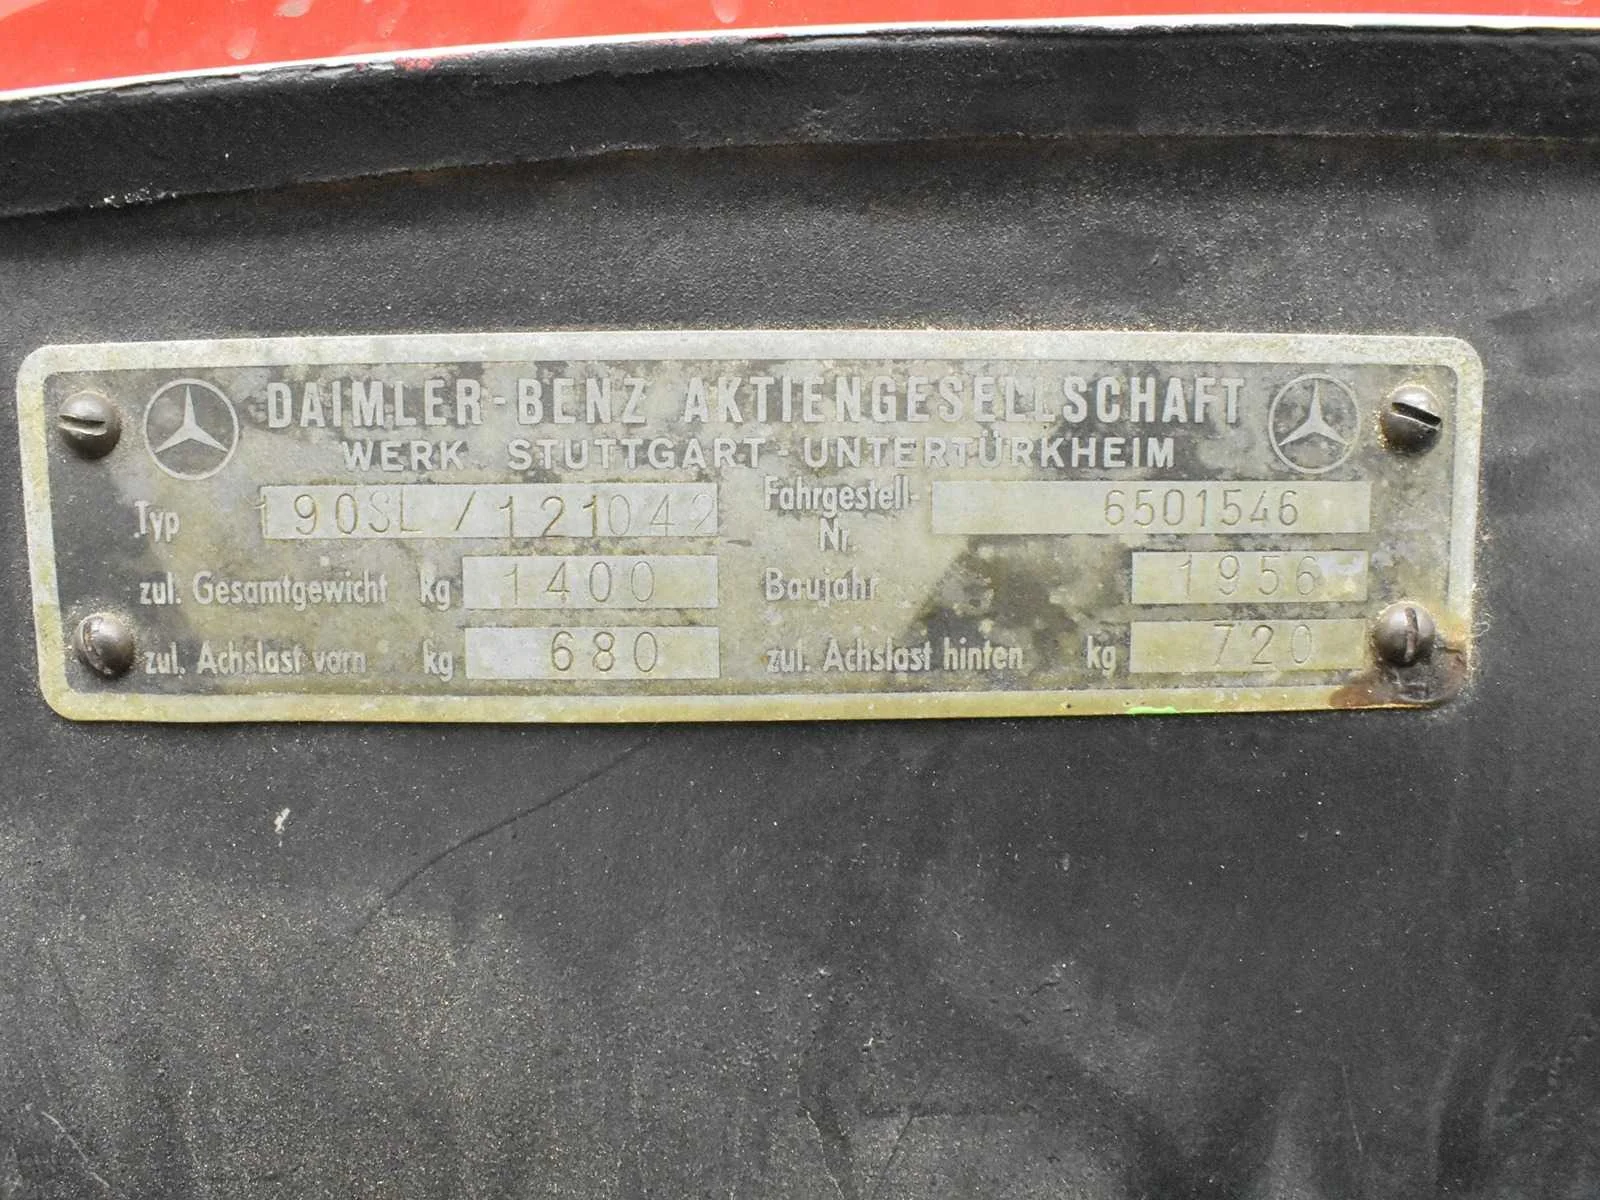 DAIMLER-BENZ AKTIENGESELLSCHAFT
WERK STUTTGART-UNTERTÜRKHEIM
Typ 190SL / 121042 Fahrgestell-Nr. 6501546
zul. Gesamtgewicht kg 1400 Baujahr 1956
zul. Achslast vorn kg 680 zul. Achslast hinten kg 720